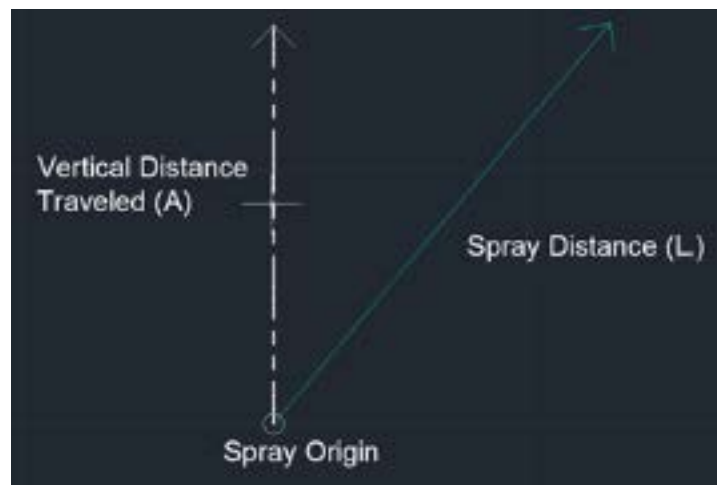 Vertical Distance
Traveled (A)
Spray Distance (L)
Spray Origin